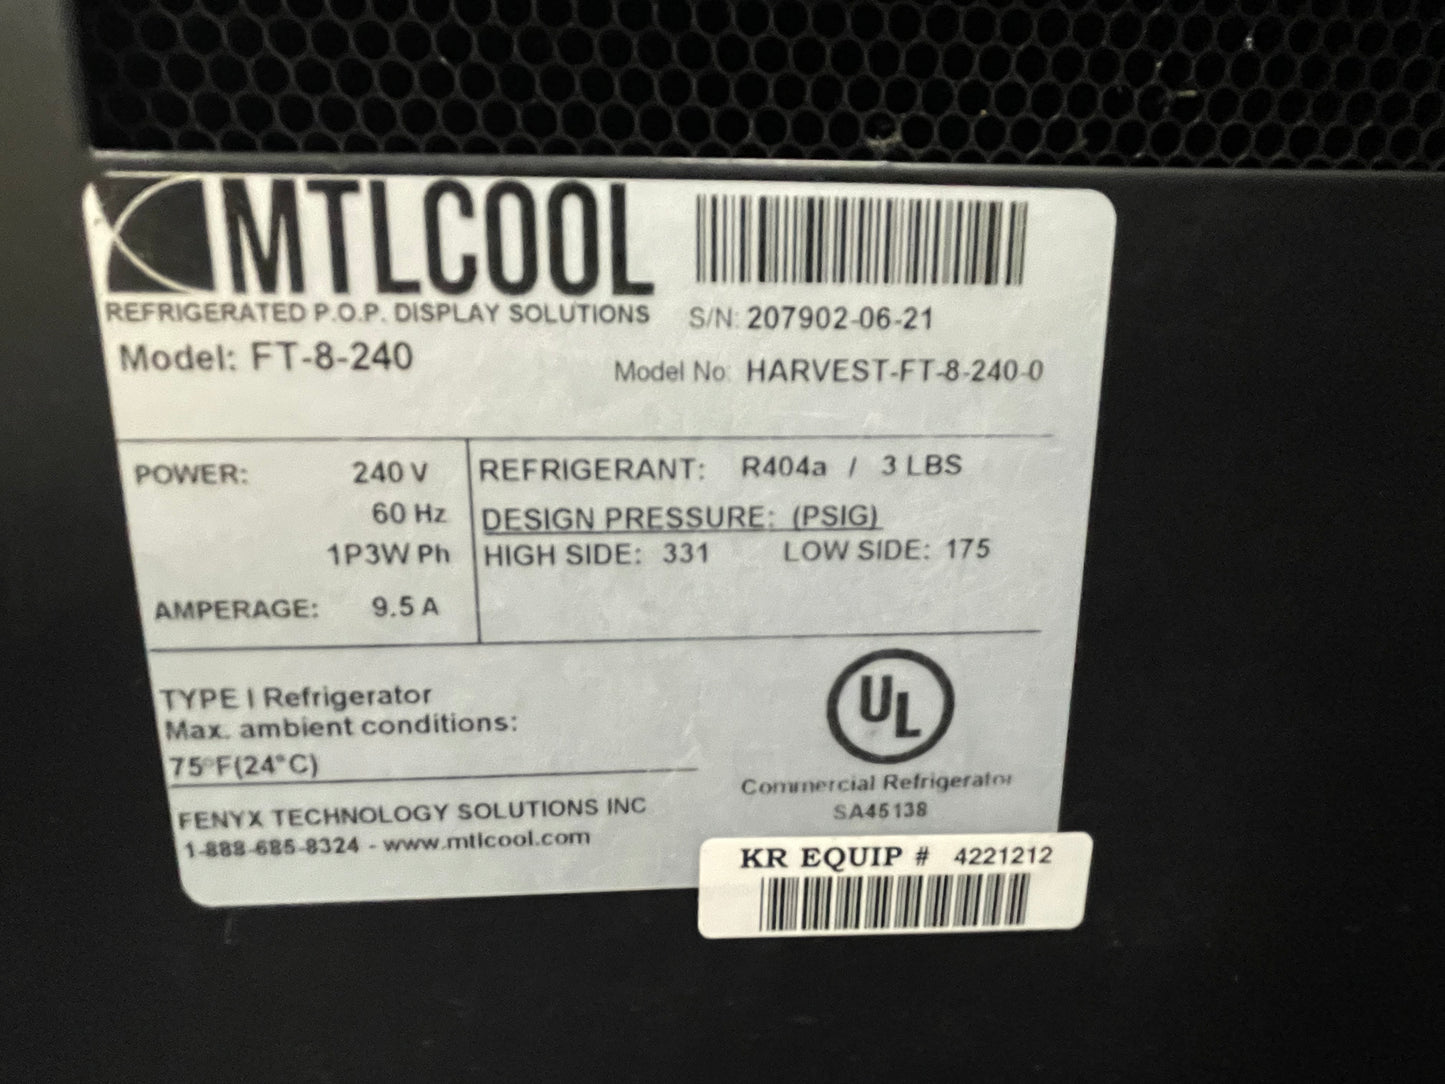 MTLCOOL
REFRIGERATED P.O.P. DISPLAY SOLUTIONS
S/N: 207902-06-21
Model: FT-8-240
Model No: HARVEST-FT-8-240-0
POWER: 240 V
60 Hz
1P3W Ph
AMPERAGE: 9.5 A
REFRIGERANT: R404a / 3 LBS
DESIGN PRESSURE: (PSIG)
HIGH SIDE: 331 LOW SIDE: 175
TYPE I Refrigerator
Max. ambient conditions:
75°F(24°C)
UL
Commercial Refrigerator
SA45138
FENYX TECHNOLOGY SOLUTIONS INC
1-888-685-8324 - www.mtlcool.com
KR EQUIP # 4221212